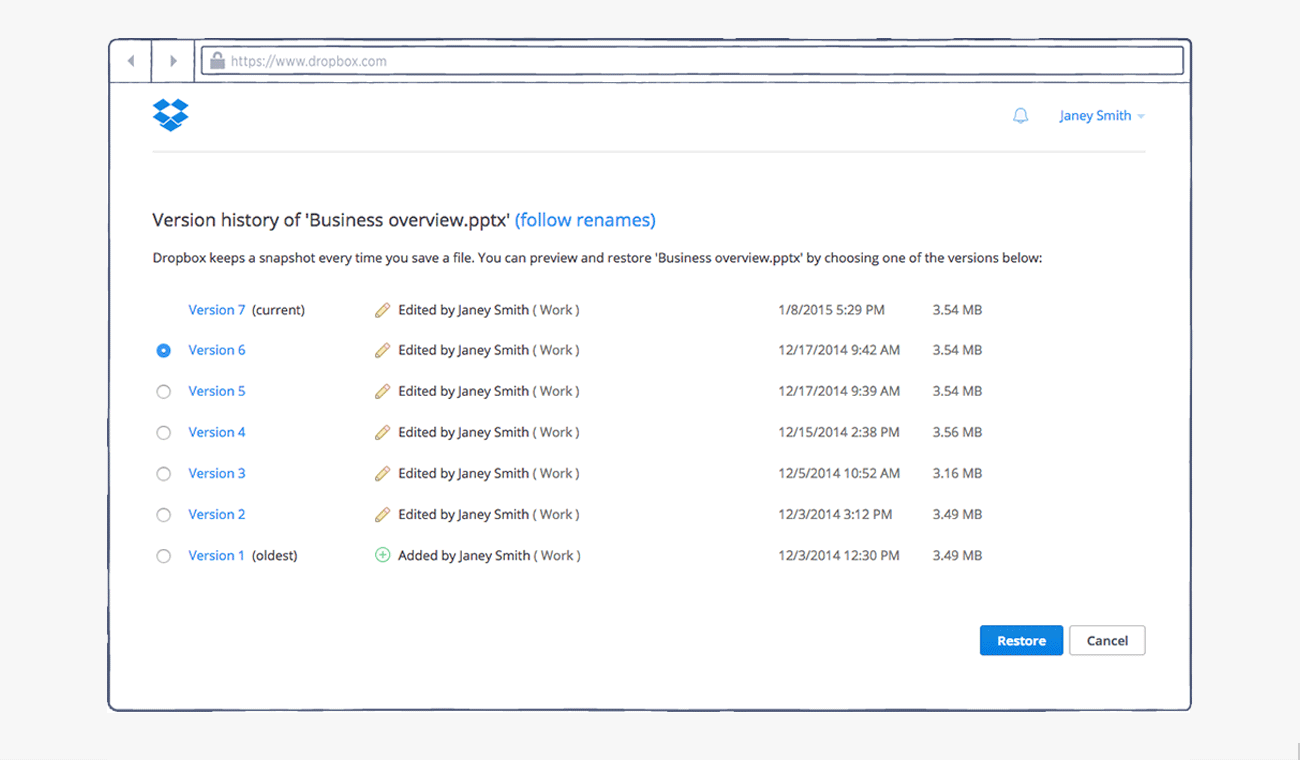 https://www.dropbox.com
Janey Smith
Version history of 'Business overview.pptx' (follow renames)
Dropbox keeps a snapshot every time you save a file. You can preview and restore 'Business overview.pptx' by choosing one of the versions below:
Version 7 (current) Edited by Janey Smith ( Work ) 1/8/2015 5:29 PM 3.54 MB
Version 6 Edited by Janey Smith ( Work ) 12/17/2014 9:42 AM 3.54 MB
Version 5 Edited by Janey Smith ( Work ) 12/17/2014 9:39 AM 3.54 MB
Version 4 Edited by Janey Smith ( Work ) 12/15/2014 2:38 PM 3.56 MB
Version 3 Edited by Janey Smith ( Work ) 12/5/2014 10:52 AM 3.16 MB
Version 2 Edited by Janey Smith ( Work ) 12/3/2014 3:12 PM 3.49 MB
Version 1 (oldest) Added by Janey Smith ( Work ) 12/3/2014 12:30 PM 3.49 MB
Restore Cancel